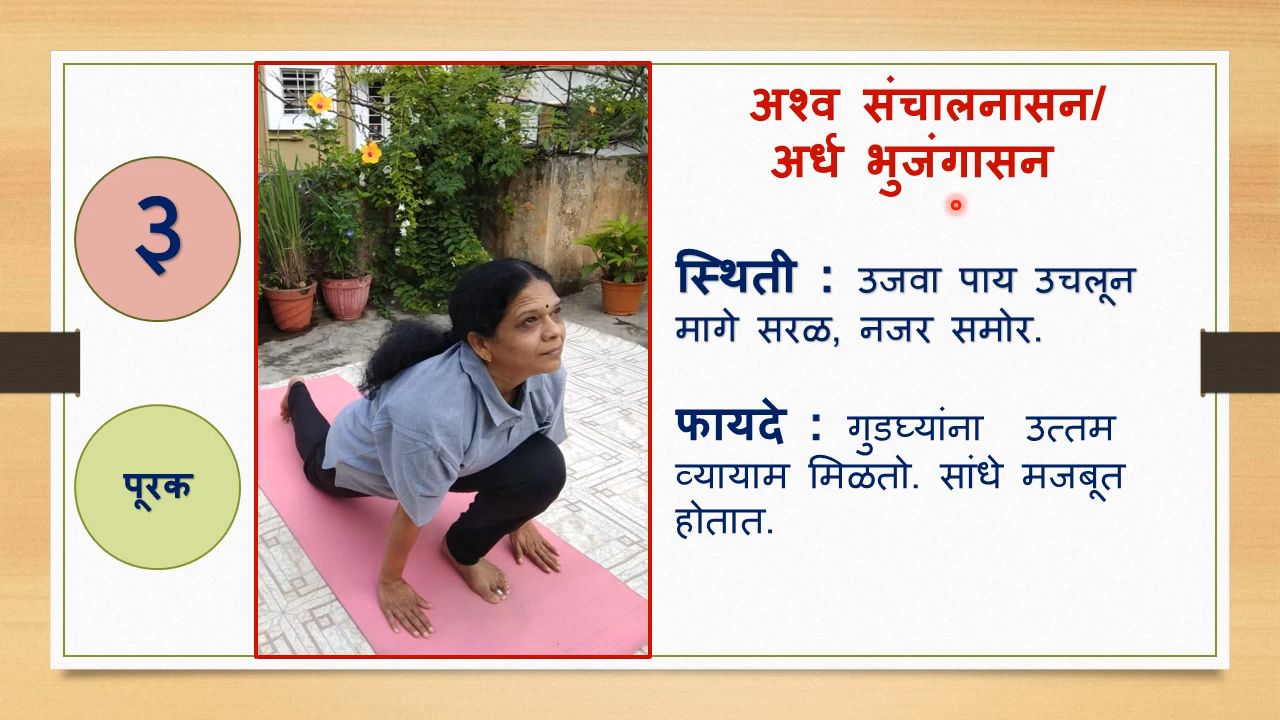 ३
पूरक
अश्व संचालनासन/
अर्ध भुजंगासन
स्थिती : उजवा पाय उचलून
मागे सरळ, नजर समोर.
फायदे : गुडघ्यांना उत्तम
व्यायाम मिळतो. सांधे मजबूत
होतात.